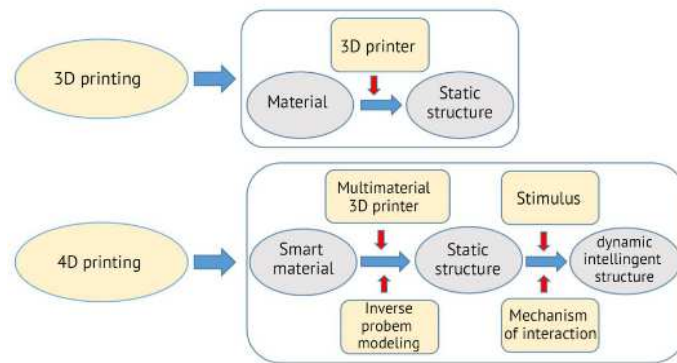 3D printing
3D printer
Material
Static
structure
4D printing
Multimaterial
3D printer
Stimulus
Smart
material
Static
structure
dynamic
intellingent
structure
Inverse
probem
modeling
Mechanism
of interaction